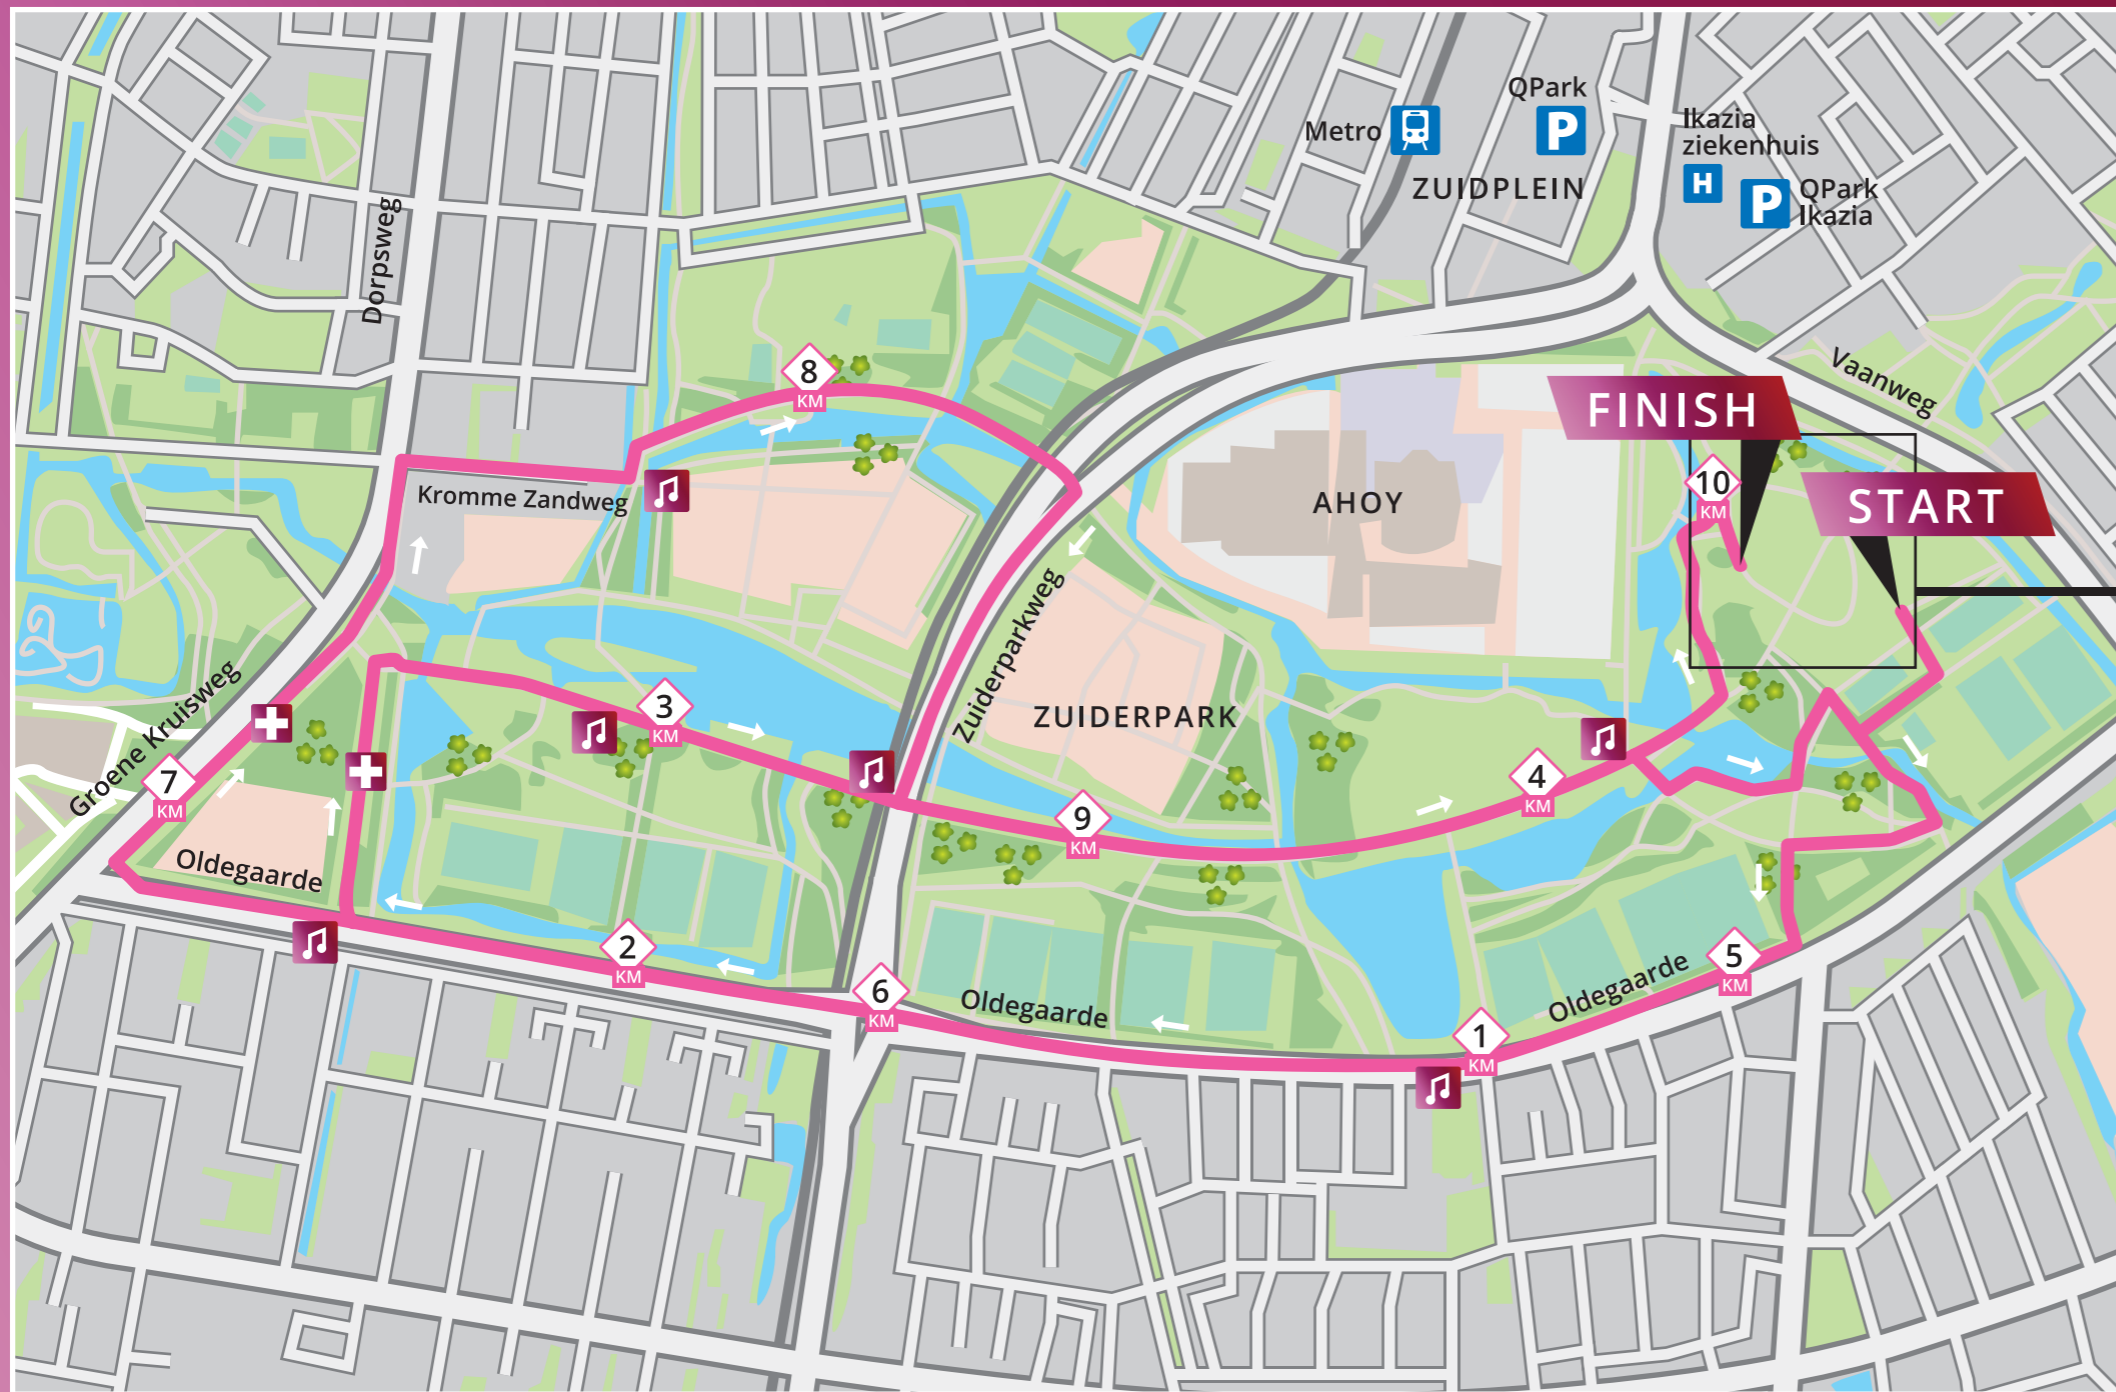 QPark
P
Metro
ZUIDPLEIN
Ikazia
ziekenhuis
H
P
QPark
Ikazia
Dorpsweg
Vaanweg
8
KM
FINISH
START
10
KM
AHOY
Kromme Zandweg
Zuiderparkweg
Groene Kruisweg
3
KM
ZUIDERPARK
7
KM
4
KM
9
KM
Oldegaarde
2
KM
5
KM
Oldegaarde
6
KM
Oldegaarde
1
KM